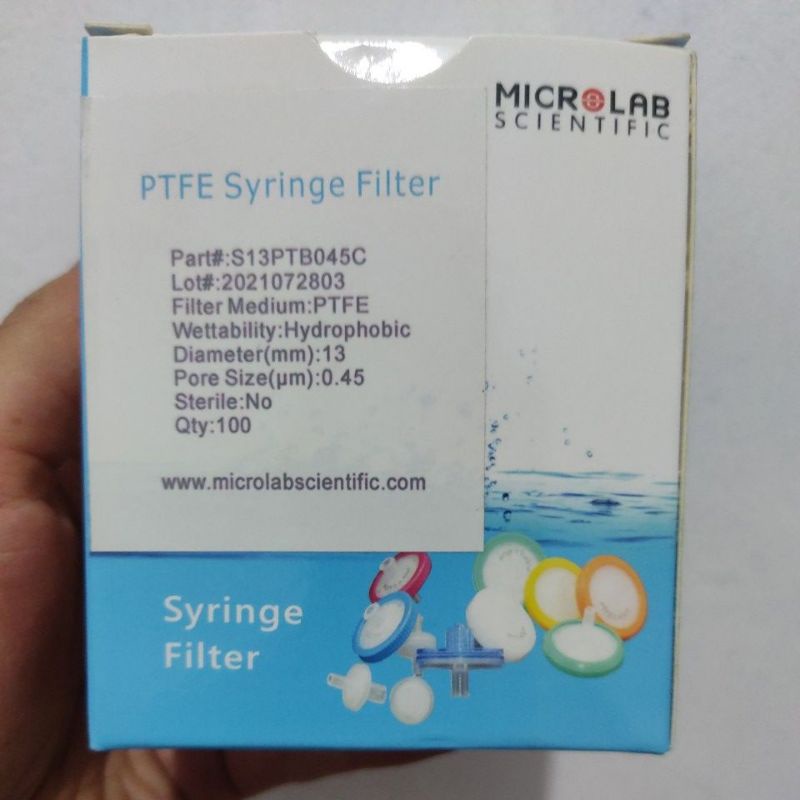 MICROLAB
SCIENTIFIC
PTFE Syringe Filter
Part#:S13PTB045C
Lot#:2021072803
Filter Medium:PTFE
Wettability:Hydrophobic
Diameter(mm):13
Pore Size(µm):0.45
Sterile:No
Qty:100
www.microlabscientific.com
Syringe
Filter